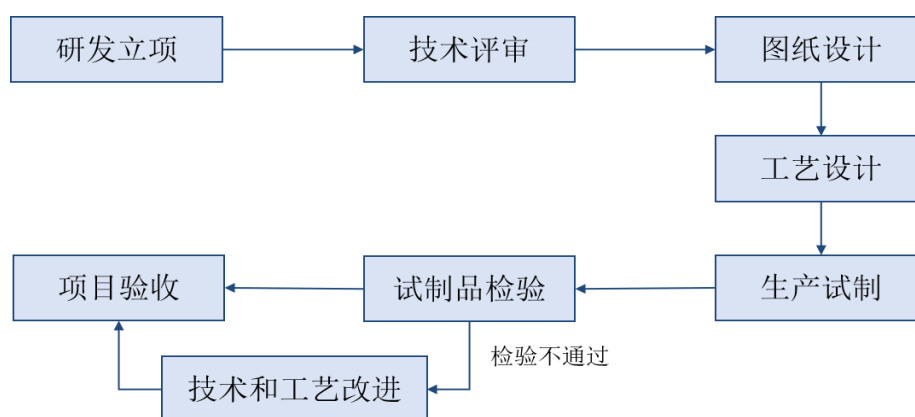 研发立项
技术评审
图纸设计
工艺设计
生产试制
试制品检验
项目验收
检验不通过
技术和工艺改进